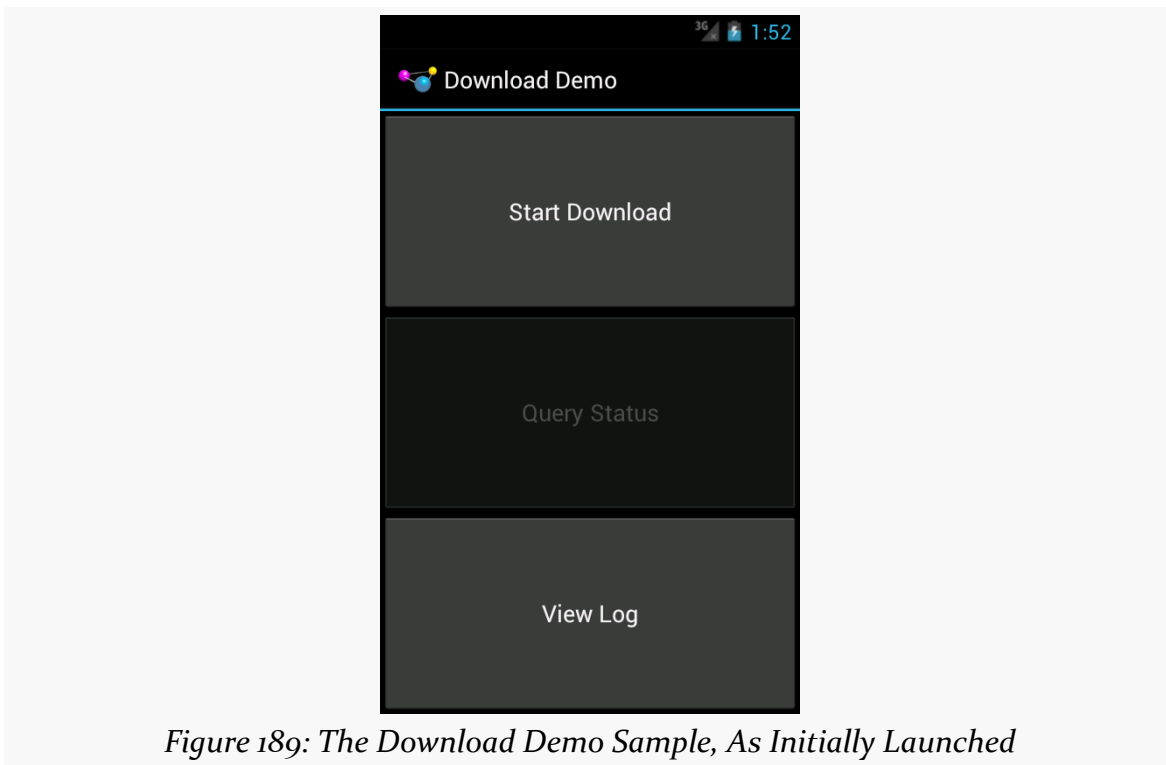 3G 1:52
Download Demo
Start Download
Query Status
View Log
Figure 189: The Download Demo Sample, As Initially Launched